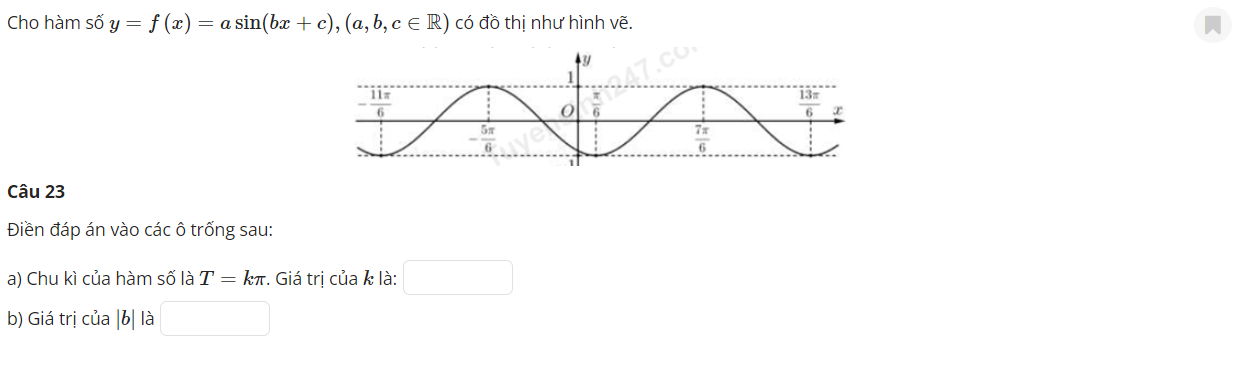 Cho hàm số y = f (x) = a sin(bx + c), (a, b, c ∈ ℝ) có đồ thị như hình vẽ.
y
1
-11π/6
O
π/6
13π/6
x
-5π/6
7π/6
1
Câu 23
Điền đáp án vào các ô trống sau:
a) Chu kì của hàm số là T = kπ. Giá trị của k là:
b) Giá trị của |b| là